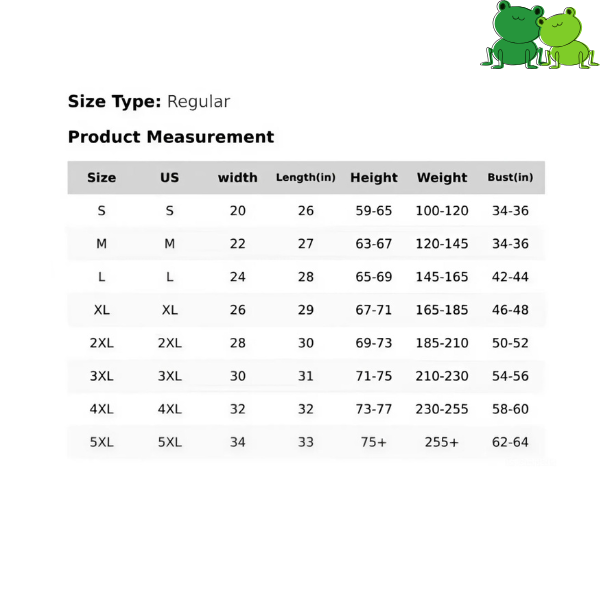 Size Type: Regular
Product Measurement
Size US width Length(in) Height Weight Bust(in)
S S 20 26 59-65 100-120 34-36
M M 22 27 63-67 120-145 34-36
L L 24 28 65-69 145-165 42-44
XL XL 26 29 67-71 165-185 46-48
2XL 2XL 28 30 69-73 185-210 50-52
3XL 3XL 30 31 71-75 210-230 54-56
4XL 4XL 32 32 73-77 230-255 58-60
5XL 5XL 34 33 75+ 255+ 62-64